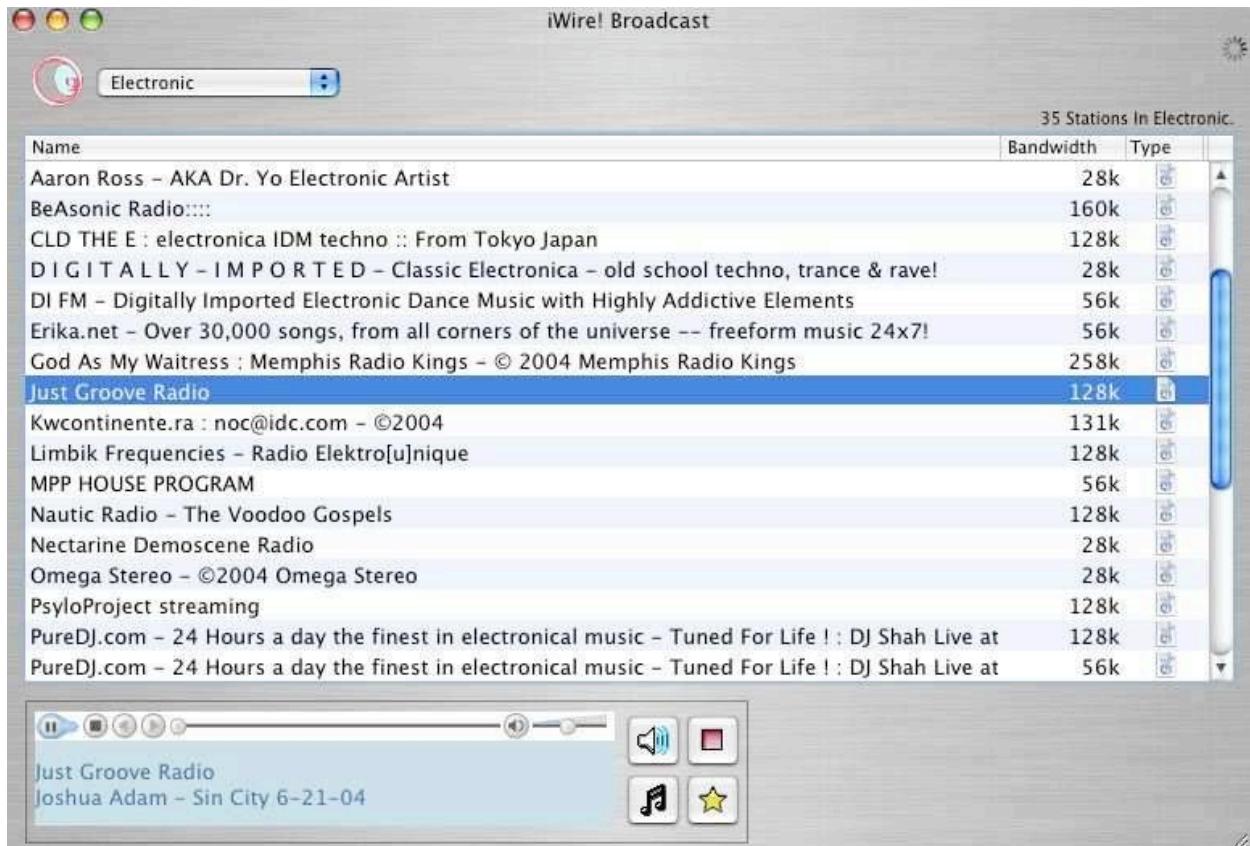 iWire! Broadcast
Electronic
35 Stations In Electronic.
Name Bandwidth Type
Aaron Ross – AKA Dr. Yo Electronic Artist 28k
BeAsonic Radio:::: 160k
CLD THE E : electronica IDM techno :: From Tokyo Japan 128k
D I G I T A L L Y – I M P O R T E D – Classic Electronica – old school techno, trance & rave! 28k
DI FM – Digitally Imported Electronic Dance Music with Highly Addictive Elements 56k
Erika.net – Over 30,000 songs, from all corners of the universe -- freeform music 24x7! 56k
God As My Waitress : Memphis Radio Kings – © 2004 Memphis Radio Kings 258k
Just Groove Radio 128k
Kwcontinente.ra : noc@idc.com – ©2004 131k
Limbik Frequencies – Radio Elektro[u]nique 128k
MPP HOUSE PROGRAM 56k
Nautic Radio – The Voodoo Gospels 128k
Nectarine Demoscene Radio 28k
Omega Stereo – ©2004 Omega Stereo 28k
PsyloProject streaming 128k
PureDJ.com – 24 Hours a day the finest in electronical music – Tuned For Life ! : DJ Shah Live at 128k
PureDJ.com – 24 Hours a day the finest in electronical music – Tuned For Life ! : DJ Shah Live at 56k
Just Groove Radio
Joshua Adam – Sin City 6–21–04